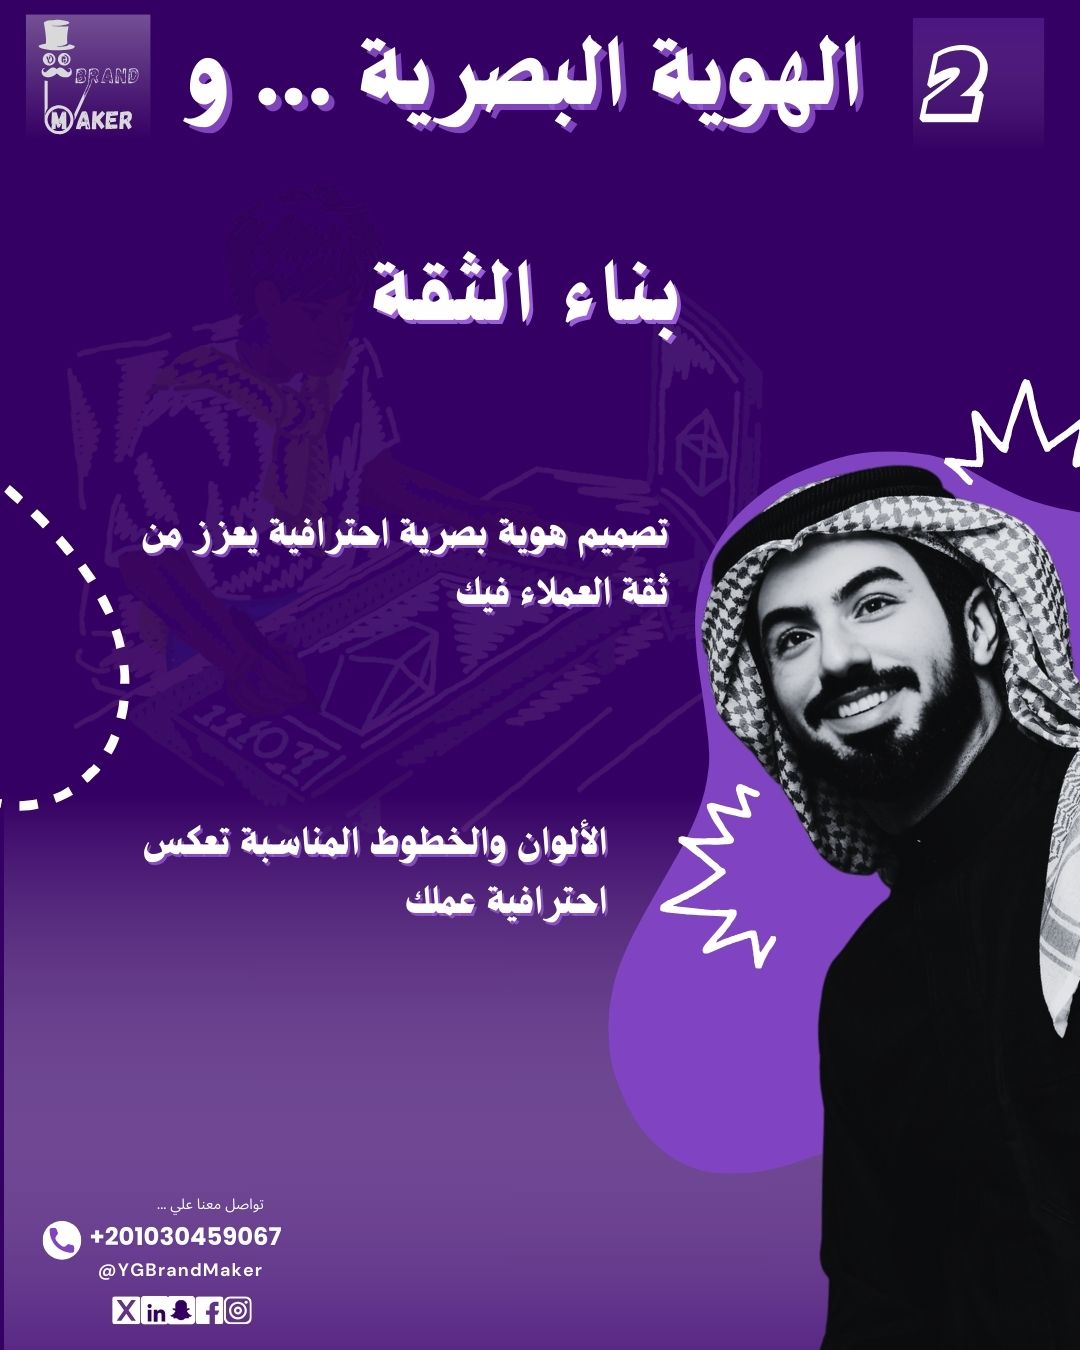 2
الهوية البصرية ... و
BRAND
MAKER
بناء الثقة
تصميم هوية بصرية احترافية يعزز من
ثقة العملاء فيك
الألوان والخطوط المناسبة تعكس
احترافية عملك
تواصل معنا علي ...
+201030459067
@YGBrandMaker